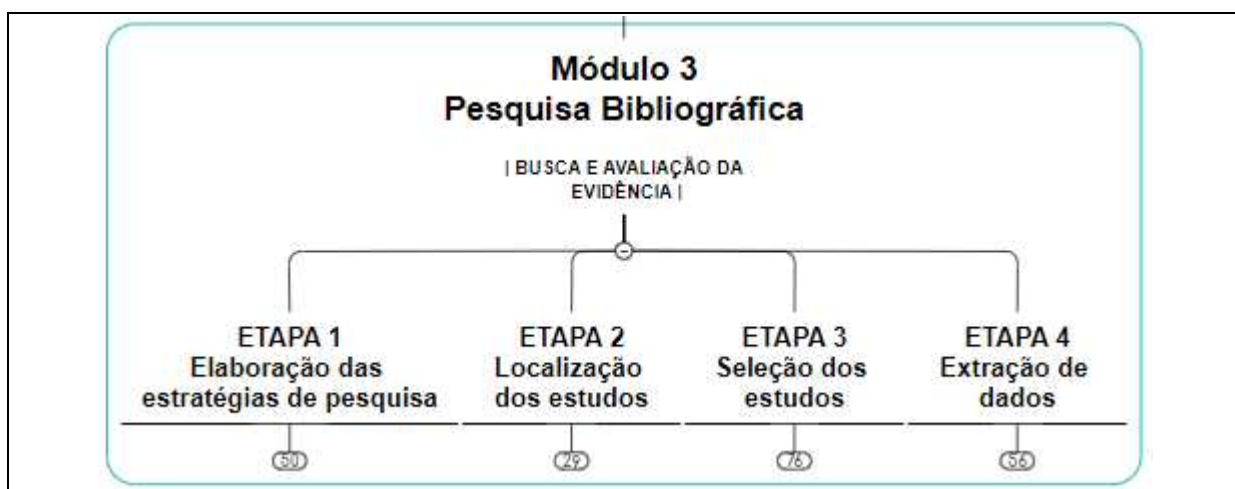 Módulo 3
Pesquisa Bibliográfica
| BUSCA E AVALIAÇÃO DA
EVIDÊNCIA |
ETAPA 1
Elaboração das
estratégias de pesquisa
50
ETAPA 2
Localização
dos estudos
29
ETAPA 3
Seleção dos
estudos
76
ETAPA 4
Extração de
dados
56